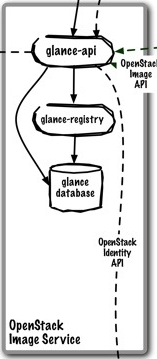 glance-api
OpenStack
Image
API
glance-registry
glance
database
OpenStack
Identity
API
OpenStack
Image Service